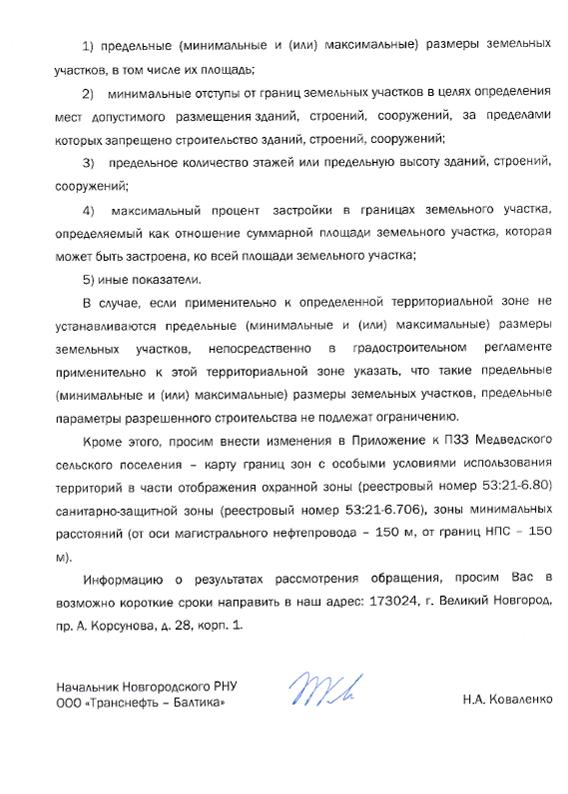 1) предельные (минимальные и (или) максимальные) размеры земельных
участков, в том числе их площадь;
2) минимальные отступы от границ земельных участков в целях определения
мест допустимого размещения зданий, строений, сооружений, за пределами
которых запрещено строительство зданий, строений, сооружений;
3) предельное количество этажей или предельную высоту зданий, строений,
сооружений;
4) максимальный процент застройки в границах земельного участка,
определяемый как отношение суммарной площади земельного участка, которая
может быть застроена, ко всей площади земельного участка;
5) иные показатели.
В случае, если применительно к определенной территориальной зоне не
устанавливаются предельные (минимальные и (или) максимальные) размеры
земельных участков, непосредственно в градостроительном регламенте
применительно к этой территориальной зоне указать, что такие предельные
(минимальные и (или) максимальные) размеры земельных участков, предельные
параметры разрешенного строительства не подлежат ограничению.
Кроме этого, просим внести изменения в Приложение к ПЗЗ Медведского
сельского поселения – карту границ зон с особыми условиями использования
территорий в части отображения охранной зоны (реестровый номер 53:21-6.80)
санитарно-защитной зоны (реестровый номер 53:21-6.706), зоны минимальных
расстояний (от оси магистрального нефтепровода – 150 м, от границ НПС – 150
м).
Информацию о результатах рассмотрения обращения, просим Вас в
возможно короткие сроки направить в наш адрес: 173024, г. Великий Новгород,
пр. А. Корсунова, д. 28, корп. 1.
Начальник Новгородского РНУ
ООО «Транснефть – Балтика»
Н.А. Коваленко